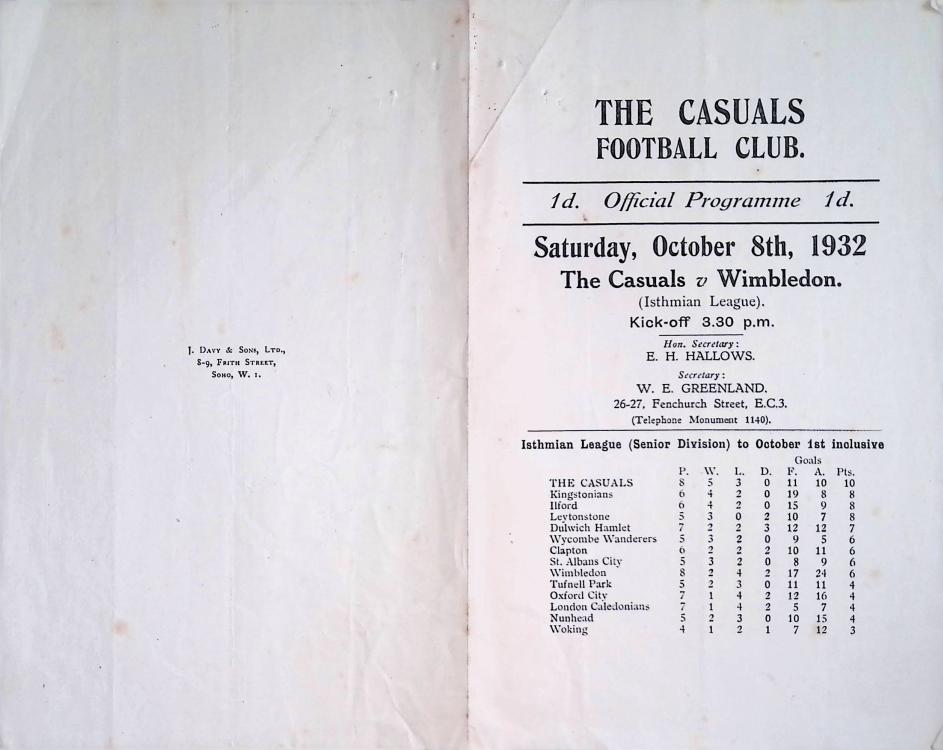 J. Davy & Sons, Ltd.,
8-9, Frith Street,
Soho, W. 1.
THE CASUALS
FOOTBALL CLUB.
1d. Official Programme 1d.
Saturday, October 8th, 1932
The Casuals v Wimbledon.
(Isthmian League).
Kick-off 3.30 p.m.
Hon. Secretary:
E. H. HALLOWS.
Secretary:
W. E. GREENLAND.
26-27, Fenchurch Street, E.C.3.
(Telephone Monument 1140).
Isthmian League (Senior Division) to October 1st inclusive
Goals
P. W. L. D. F. A. Pts.
THE CASUALS 8 5 3 0 11 10 10
Kingstonians 6 4 2 0 19 8 8
Ilford 6 4 2 0 15 9 8
Leytonstone 5 3 0 2 10 7 8
Dulwich Hamlet 7 2 2 3 12 12 7
Wycombe Wanderers 5 3 2 0 9 5 6
Clapton 6 2 2 2 10 11 6
St. Albans City 5 3 2 0 8 9 6
Wimbledon 8 2 4 2 17 24 6
Tufnell Park 5 2 3 0 11 11 4
Oxford City 7 1 4 2 12 16 4
London Caledonians 7 1 4 2 5 7 4
Nunhead 5 2 3 0 10 15 4
Woking 4 1 2 1 7 12 3